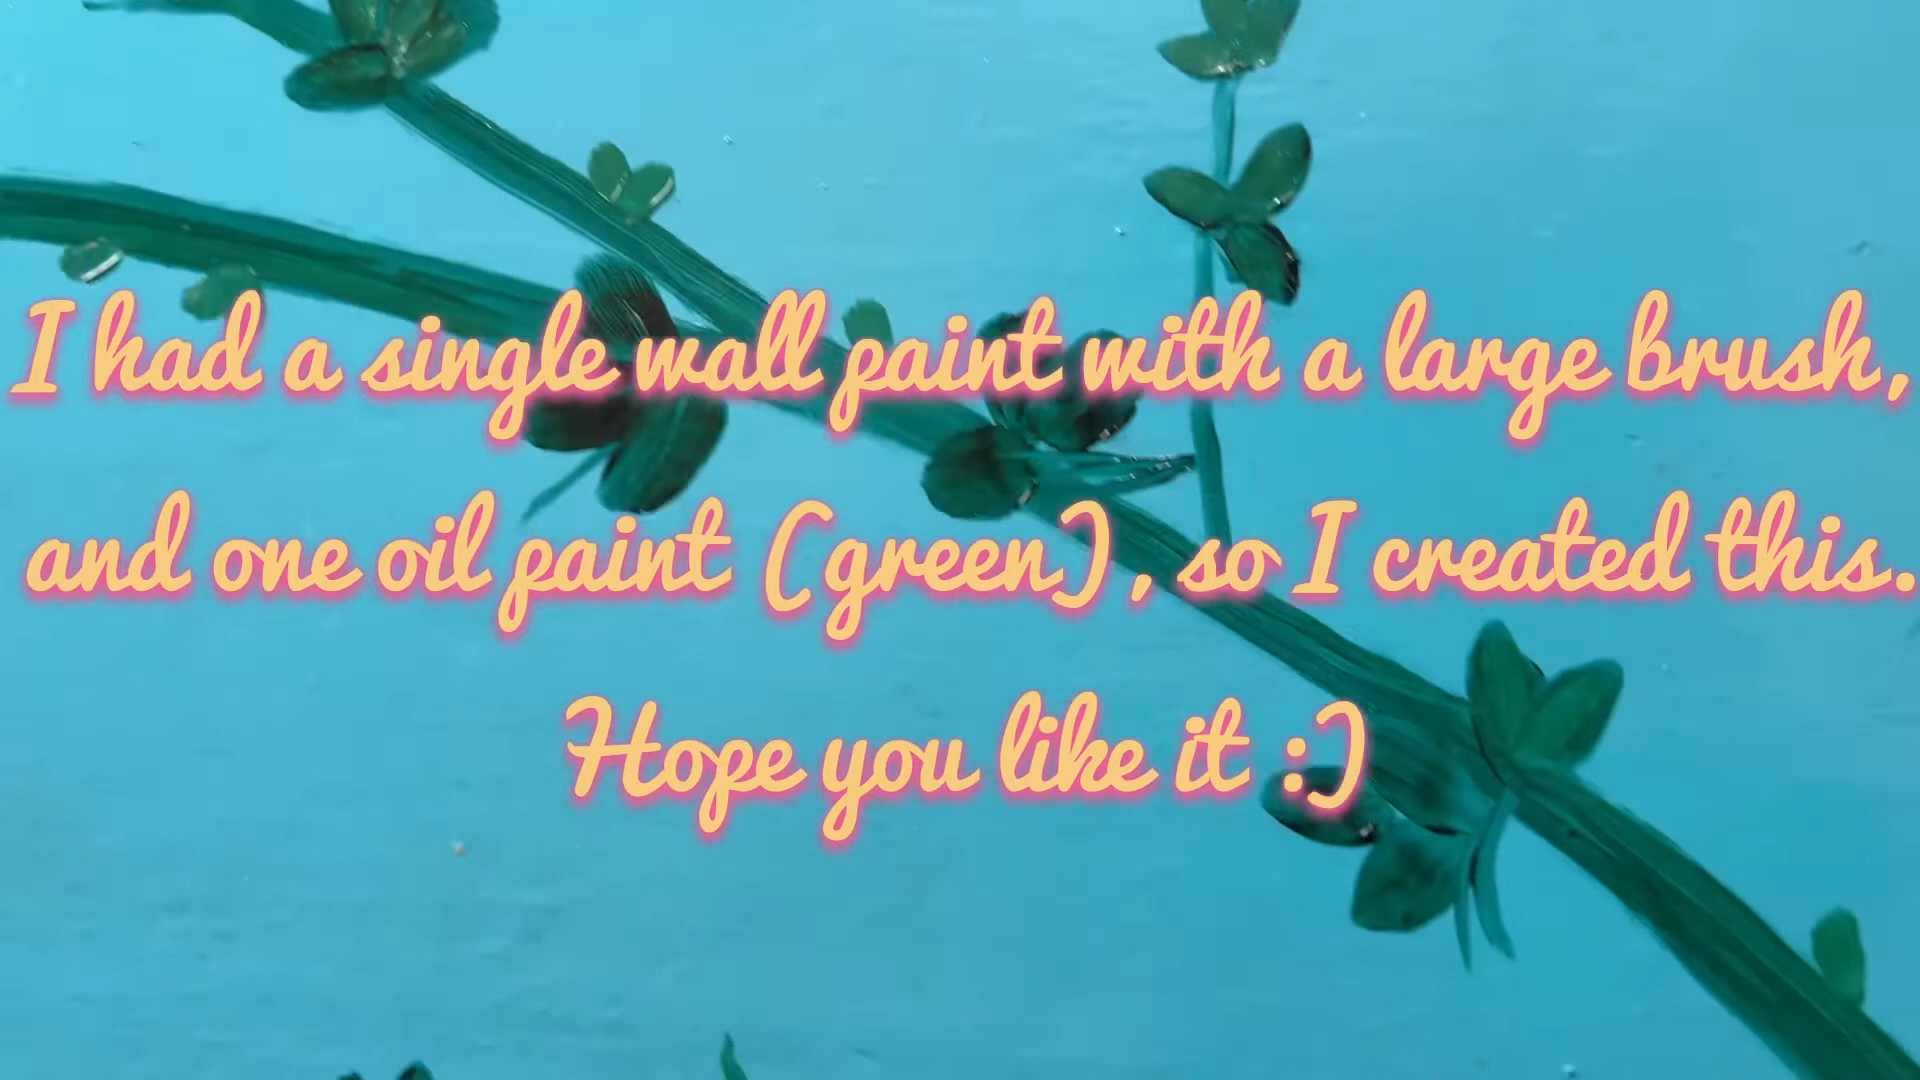 I had a single wall paint with a large brush,
and one oil paint (green), so I created this.
Hope you like it :)